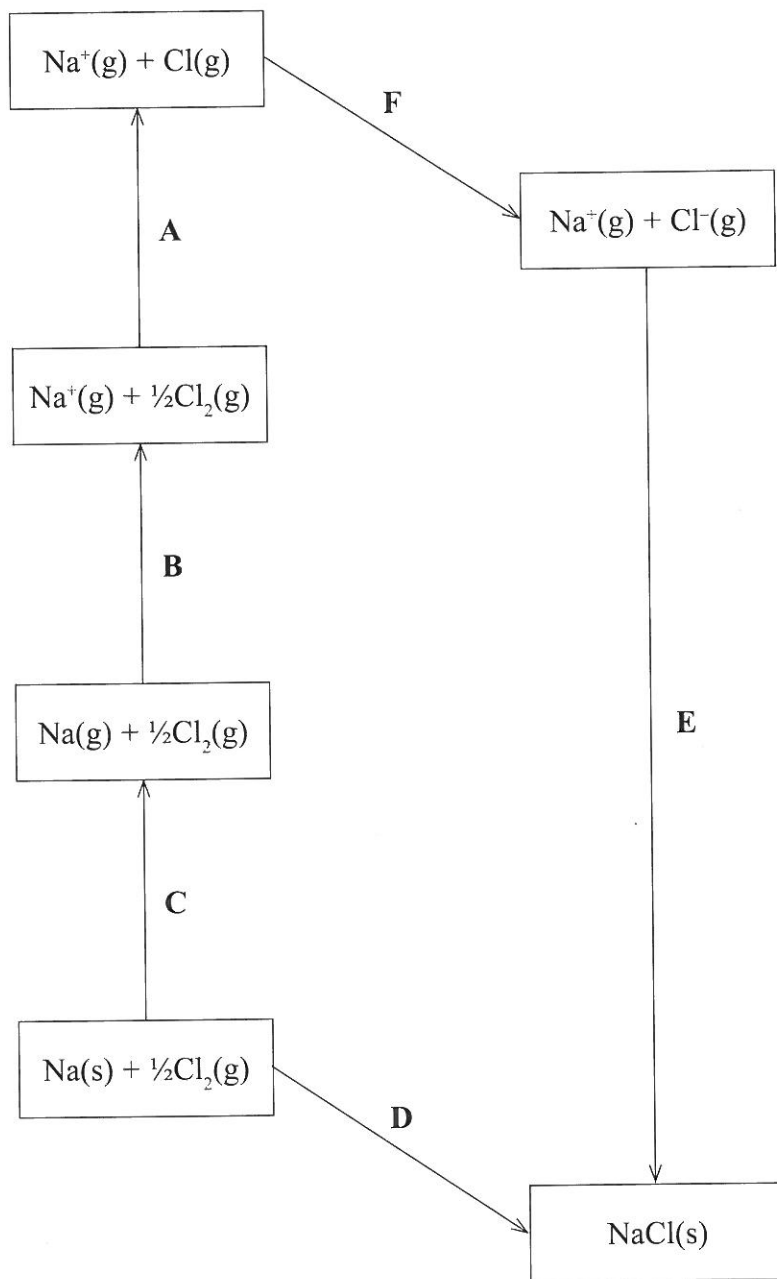 Na⁺(g) + Cl(g)
F
Na⁺(g) + Cl⁻(g)
A
Na⁺(g) + ½Cl₂(g)
B
Na(g) + ½Cl₂(g)
E
C
Na(s) + ½Cl₂(g)
D
NaCl(s)